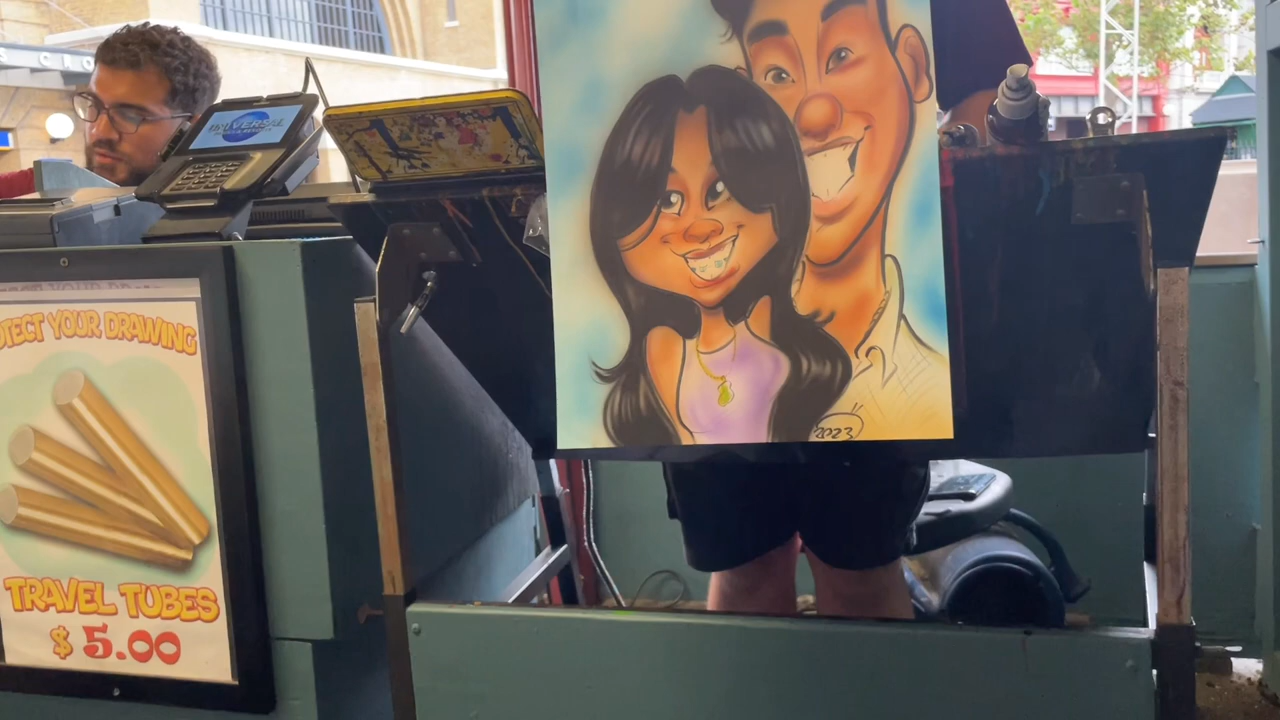 UNIVERSAL
OTECT YOUR DRAWING
TRAVEL TUBES
$ 5.00
2023